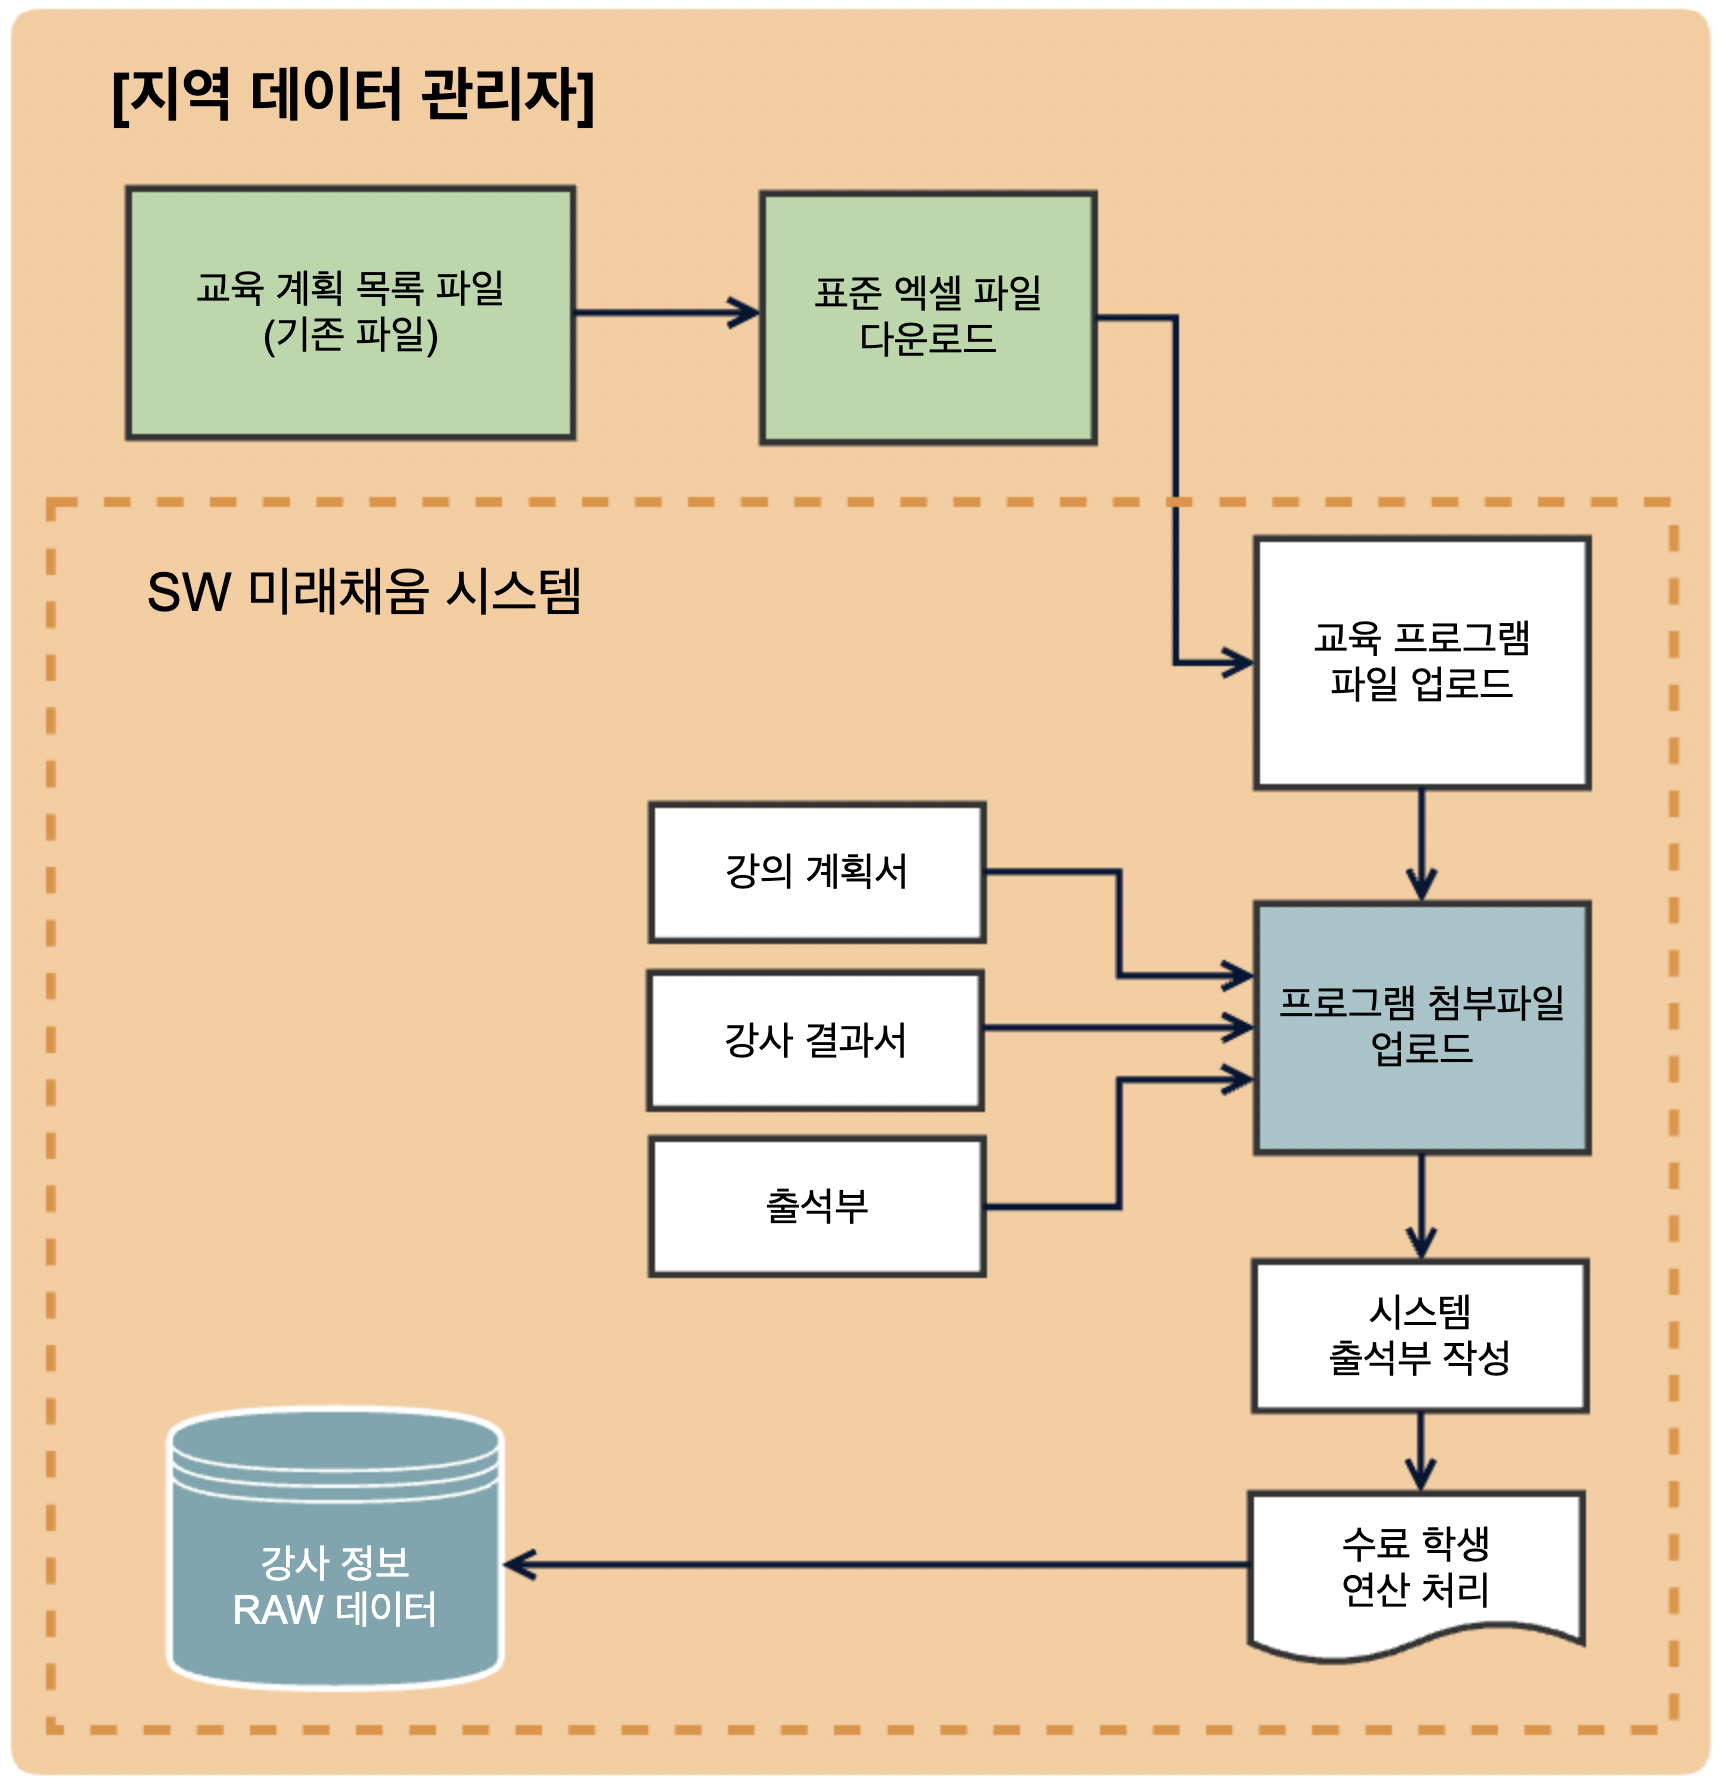 [지역 데이터 관리자]
교육 계획 목록 파일
(기존 파일)
표준 엑셀 파일
다운로드
SW 미래채움 시스템
교육 프로그램
파일 업로드
강의 계획서
강사 결과서
출석부
프로그램 첨부파일
업로드
시스템
출석부 작성
수료 학생
연산 처리
강사 정보
RAW 데이터